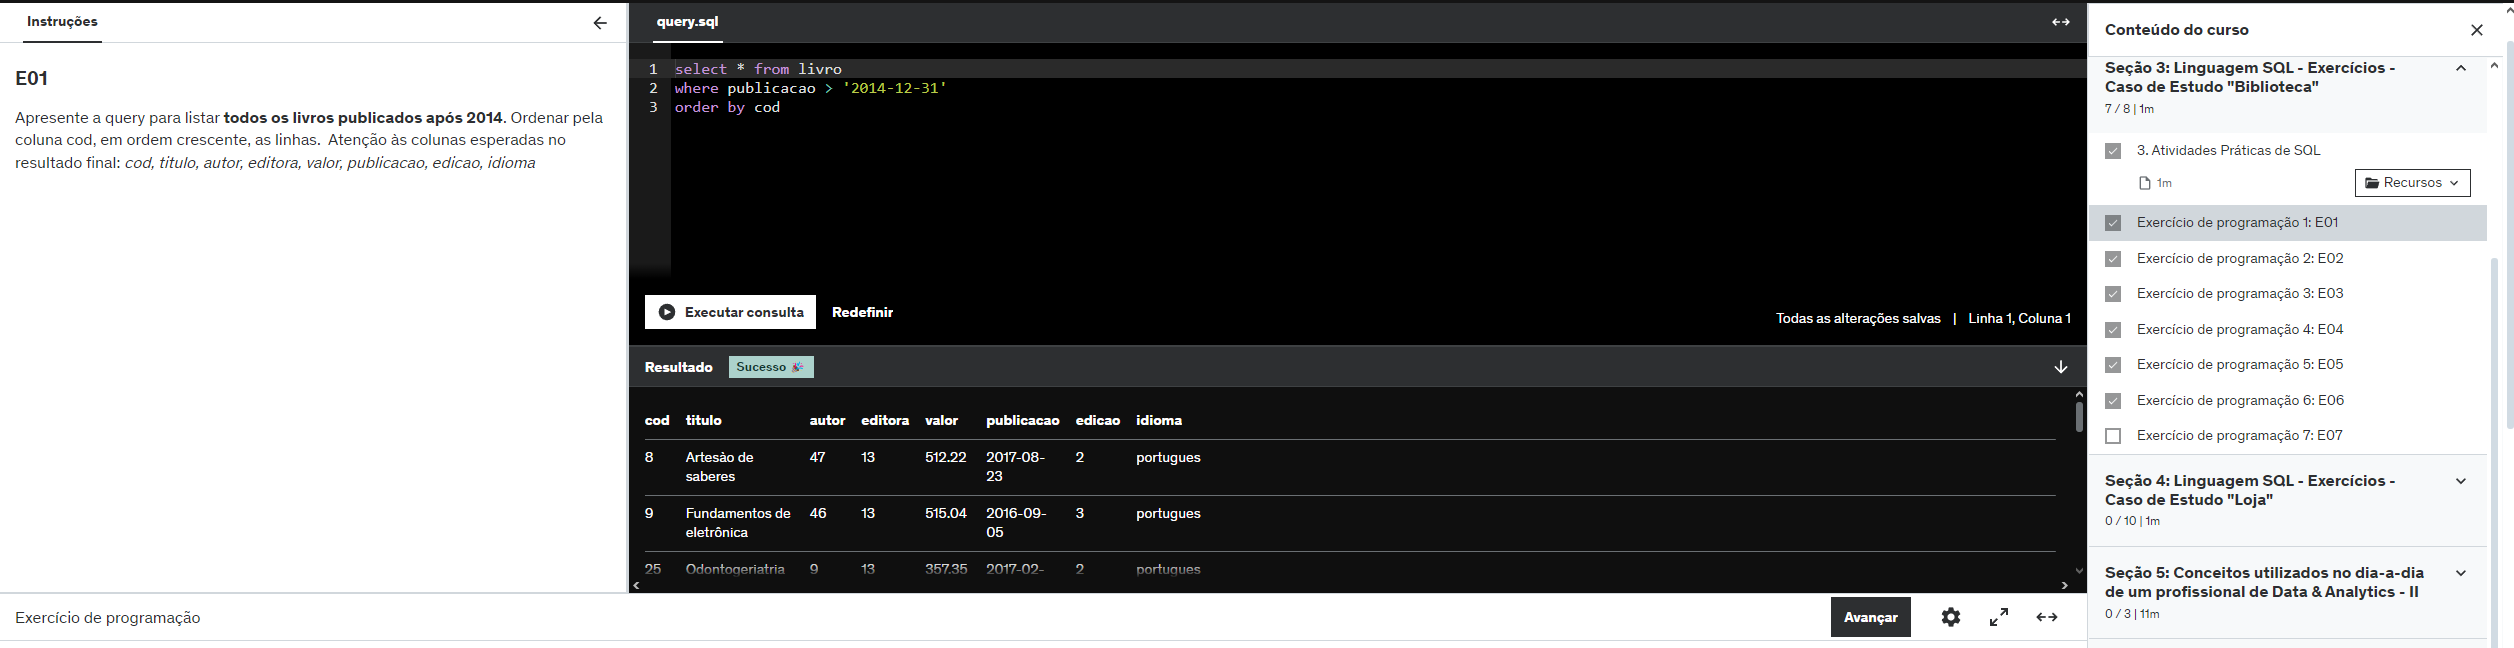 Instruções
E01
Apresente a query para listar todos os livros publicados após 2014. Ordenar pela
coluna cod, em ordem crescente, as linhas. Atenção às colunas esperadas no
resultado final: cod, titulo, autor, editora, valor, publicacao, edicao, idioma
query.sql
1 select * from livro
2 where publicacao > '2014-12-31'
3 order by cod
Executar consulta Redefinir
Todas as alterações salvas | Linha 1, Coluna 1
Resultado Sucesso
cod titulo autor editora valor publicacao edicao idioma
8 Artesão de 47 13 512.22 2017-08- 2 portugues
saberes 23
9 Fundamentos de 46 13 515.04 2016-09- 3 portugues
eletrônica 05
25 Odontogeriatria 9 13 357.35 2017-02- 2 portugues
Exercício de programação
Avançar
Conteúdo do curso
Seção 3: Linguagem SQL - Exercícios -
Caso de Estudo "Biblioteca"
7 / 8 | 1m
3. Atividades Práticas de SQL
1m
Recursos
Exercício de programação 1: E01
Exercício de programação 2: E02
Exercício de programação 3: E03
Exercício de programação 4: E04
Exercício de programação 5: E05
Exercício de programação 6: E06
Exercício de programação 7: E07
Seção 4: Linguagem SQL - Exercícios -
Caso de Estudo "Loja"
0 / 10 | 1m
Seção 5: Conceitos utilizados no dia-a-dia
de um profissional de Data & Analytics - II
0 / 3 | 11m